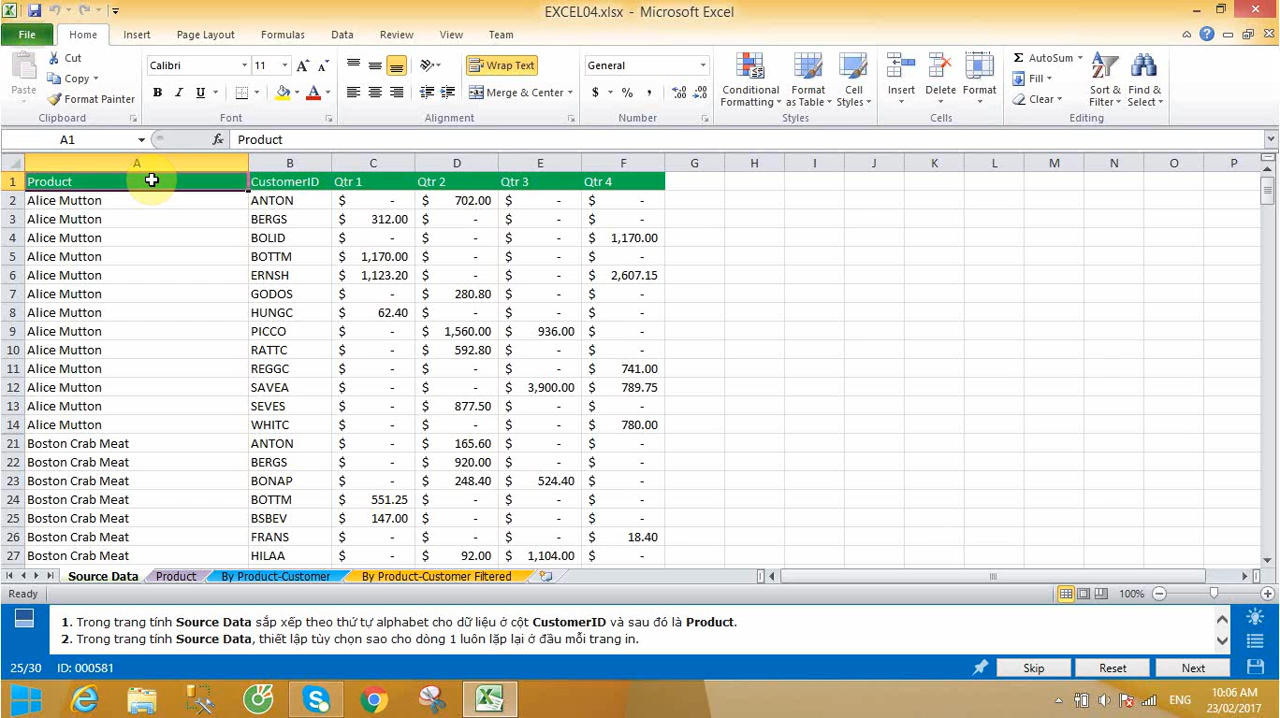 EXCEL04.xlsx - Microsoft Excel
File Home Insert Page Layout Formulas Data Review View Team
Cut Calibri 11 Wrap Text General AutoSum
Paste Copy Conditional Formatting Format as Table Cell Styles Insert Delete Format Fill Sort & Filter Find & Select
Format Painter B I U A Merge & Center $ % , Clear
Clipboard Font Alignment Number Styles Cells Editing
A1 fx Product
A B C D E F G H I J K L M N O P
1 Product CustomerID Qtr 1 Qtr 2 Qtr 3 Qtr 4
2 Alice Mutton ANTON $ - $ 702.00 $ - $ -
3 Alice Mutton BERGS $ 312.00 $ - $ - $ -
4 Alice Mutton BOLID $ - $ - $ - $ 1,170.00
5 Alice Mutton BOTTM $ 1,170.00 $ - $ - $ -
6 Alice Mutton ERNSH $ 1,123.20 $ - $ - $ 2,607.15
7 Alice Mutton GODOS $ - $ 280.80 $ - $ -
8 Alice Mutton HUNGC $ 62.40 $ - $ - $ -
9 Alice Mutton PICCO $ - $ 1,560.00 $ 936.00 $ -
10 Alice Mutton RATTC $ - $ 592.80 $ - $ -
11 Alice Mutton REGGC $ - $ - $ - $ 741.00
12 Alice Mutton SAVEA $ - $ - $ 3,900.00 $ 789.75
13 Alice Mutton SEVES $ - $ 877.50 $ - $ -
14 Alice Mutton WHITC $ - $ - $ - $ 780.00
21 Boston Crab Meat ANTON $ - $ 165.60 $ - $ -
22 Boston Crab Meat BERGS $ - $ 920.00 $ - $ -
23 Boston Crab Meat BONAP $ - $ 248.40 $ 524.40 $ -
24 Boston Crab Meat BOTTM $ 551.25 $ - $ - $ -
25 Boston Crab Meat BSBEV $ 147.00 $ - $ - $ -
26 Boston Crab Meat FRANS $ - $ - $ - $ 18.40
27 Boston Crab Meat HILAA $ - $ 92.00 $ 1,104.00 $ -
Source Data Product By Product-Customer By Product-Customer Filtered
Ready 100%
1. Trong trang tính Source Data sắp xếp theo thứ tự alphabet cho dữ liệu ở cột CustomerID và sau đó là Product.
2. Trong trang tính Source Data, thiết lập tùy chọn sao cho dòng 1 luôn lặp lại ở đầu mỗi trang in.
25/30 ID: 000581 Skip Reset Next
ENG 10:06 AM
23/02/2017